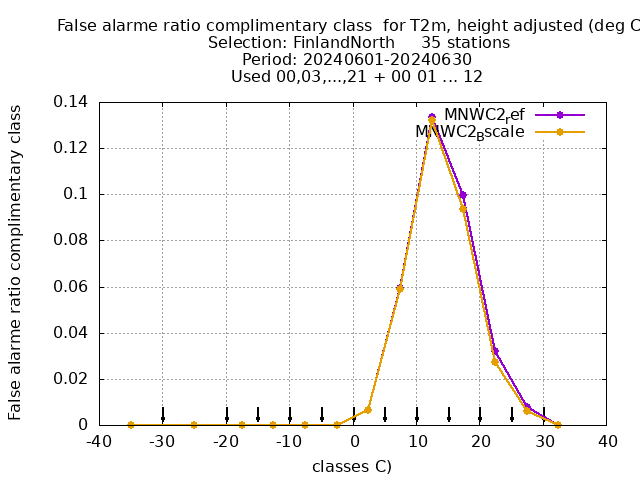 False alarme ratio complimentary class  for T2m, height adjusted (deg C
Selection: FinlandNorth     35 stations
Period: 20240601-20240630
Used 00,03,...,21 + 00 01 ... 12
MNWC2ref
MNWC2Bscale
False alarme ratio complimentary class
0.14
0.12
0.1
0.08
0.06
0.04
0.02
0
-40 -30 -20 -10 0 10 20 30 40
classes C)